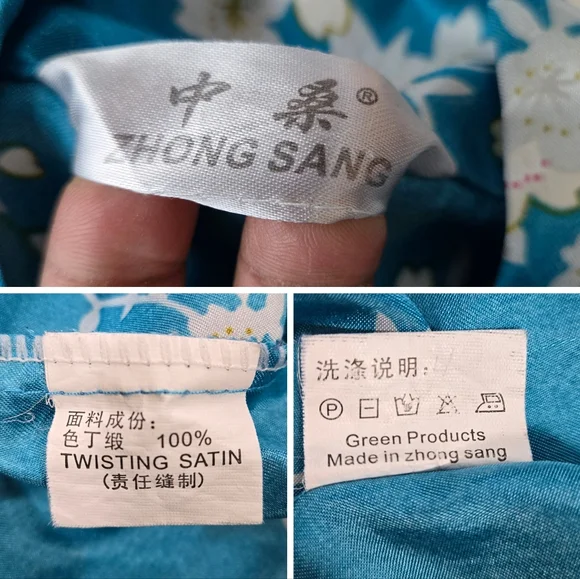 中 桑®
ZHONG SANG
面料成份:
色丁缎 100%
TWISTING SATIN
(责任缝制)
洗涤说明:
P
Green Products
Made in zhong sang